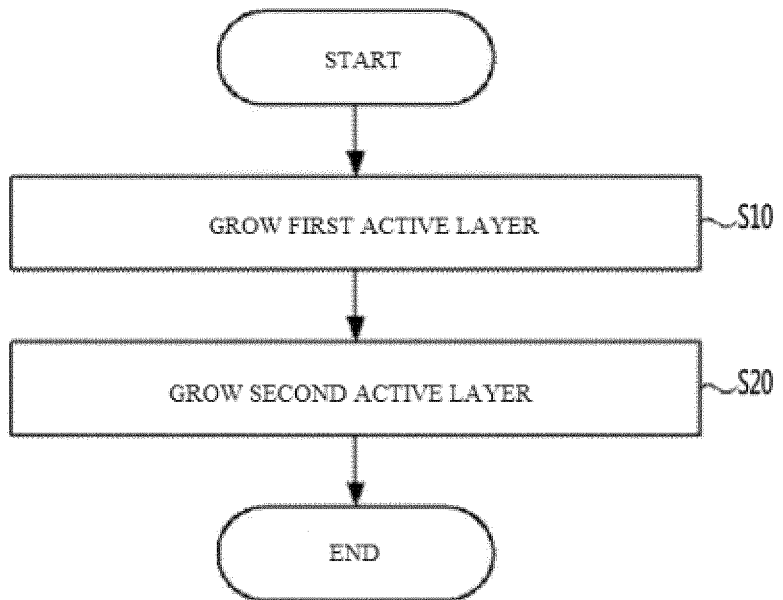 START
GROW FIRST ACTIVE LAYER
S10
GROW SECOND ACTIVE LAYER
S20
END